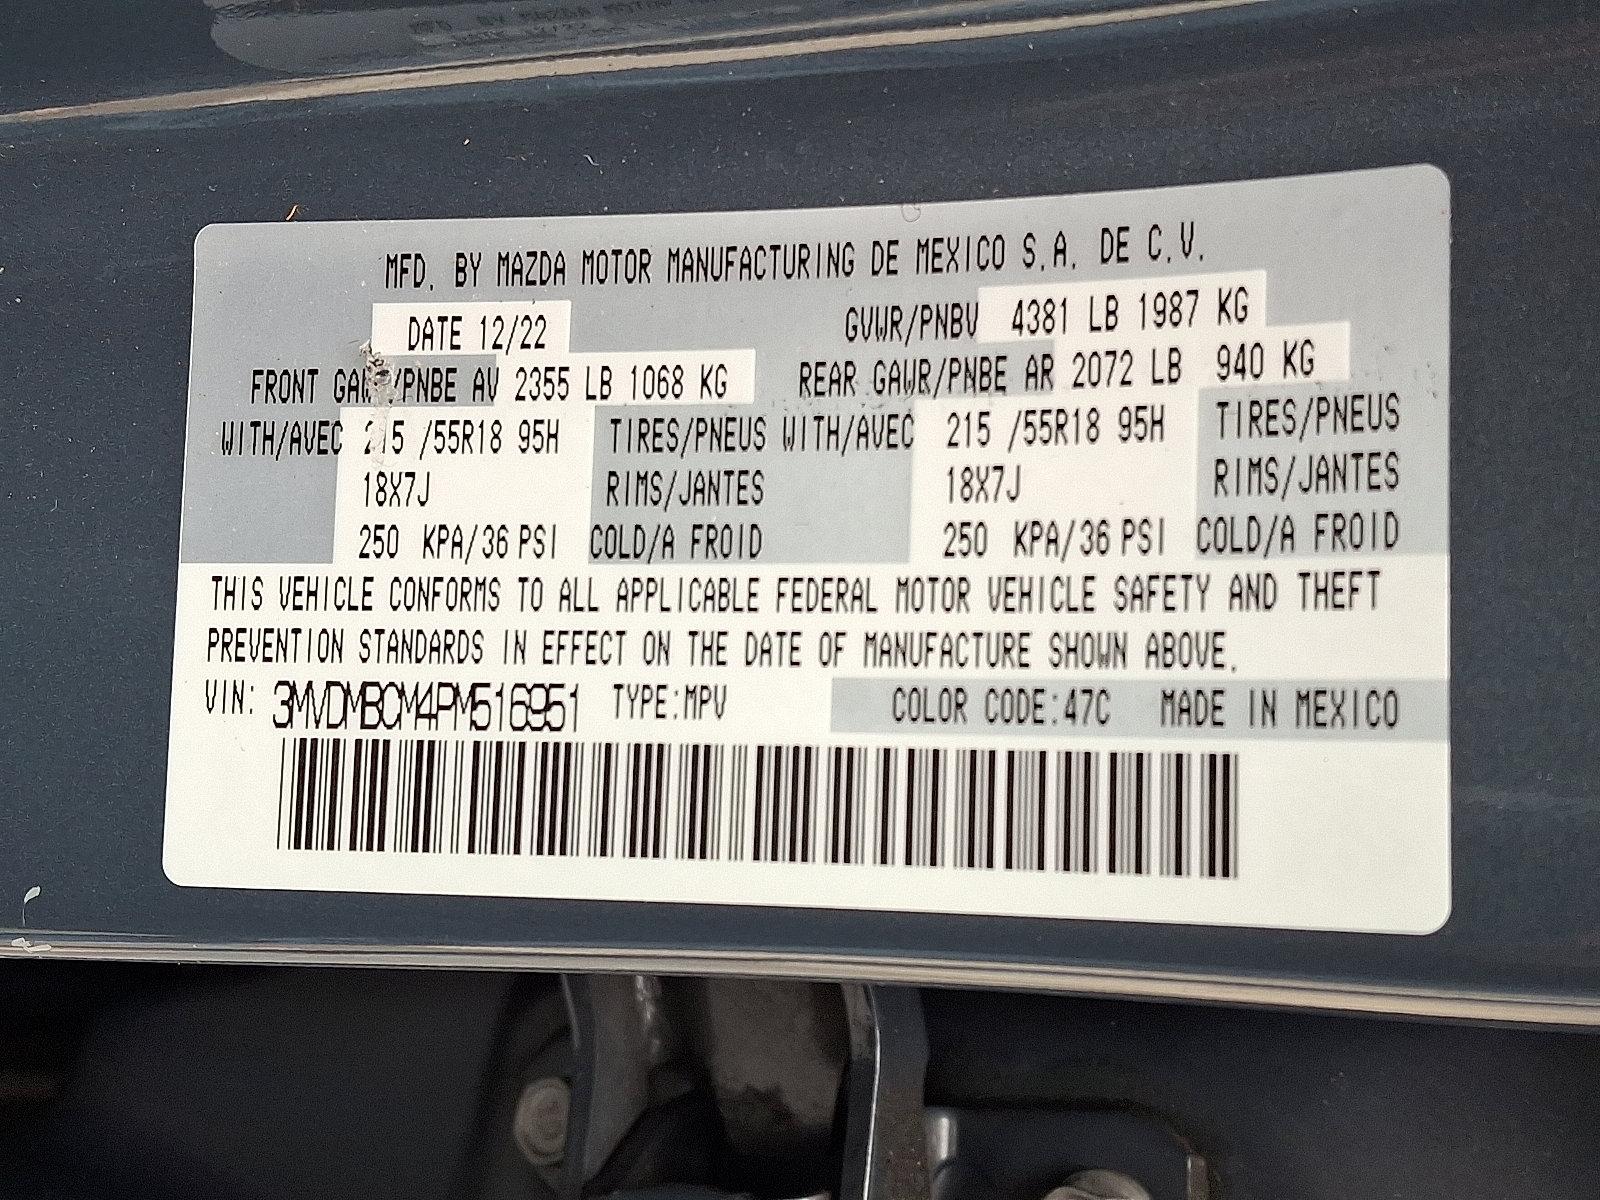 MFD. BY MAZDA MOTOR MANUFACTURING DE MEXICO S.A. DE C.V.
DATE 12/22 GVWR/PNBV 4381 LB 1987 KG
FRONT GAWR/PNBE AV 2355 LB 1068 KG REAR GAWR/PNBE AR 2072 LB 940 KG
WITH/AVEC 215 /55R18 95H TIRES/PNEUS WITH/AVEC 215 /55R18 95H TIRES/PNEUS
18X7J RIMS/JANTES 18X7J RIMS/JANTES
250 KPA/36 PSI COLD/A FROID 250 KPA/36 PSI COLD/A FROID
THIS VEHICLE CONFORMS TO ALL APPLICABLE FEDERAL MOTOR VEHICLE SAFETY AND THEFT
PREVENTION STANDARDS IN EFFECT ON THE DATE OF MANUFACTURE SHOWN ABOVE.
VIN: 3MVDMBCM4PM516951 TYPE:MPV COLOR CODE:47C MADE IN MEXICO